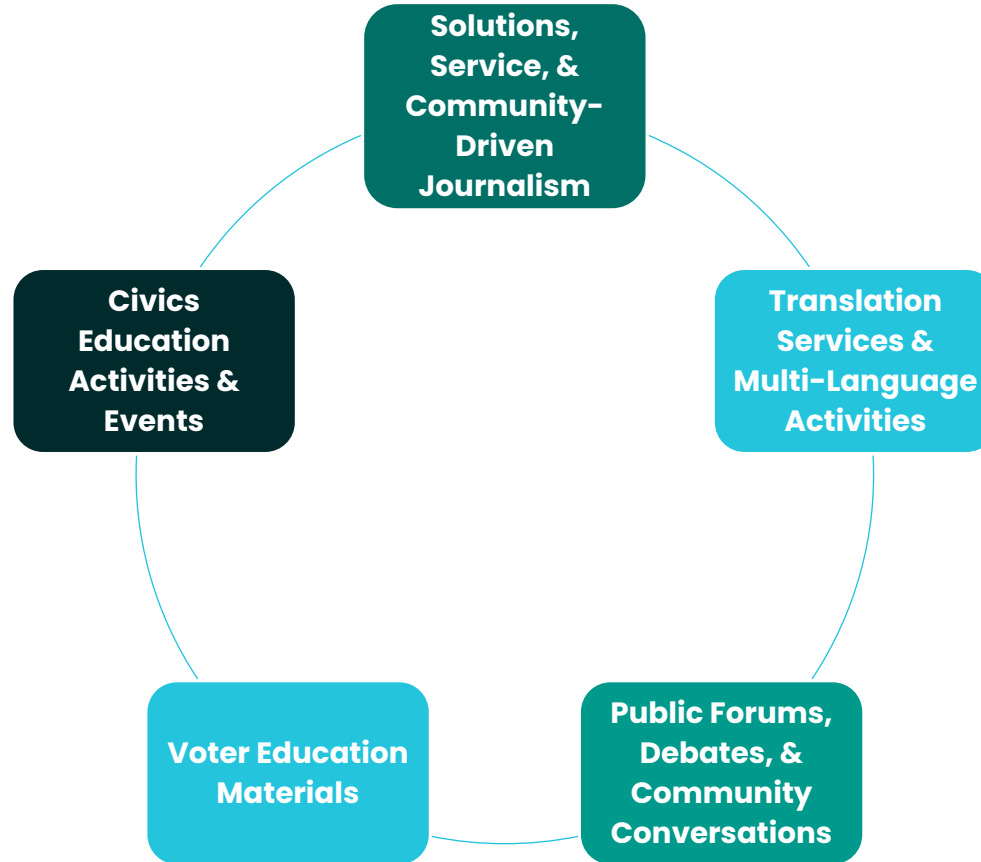 Solutions,
Service, &
Community-
Driven
Journalism
Translation
Services &
Multi-Language
Activities
Public Forums,
Debates, &
Community
Conversations
Voter Education
Materials
Civics
Education
Activities &
Events